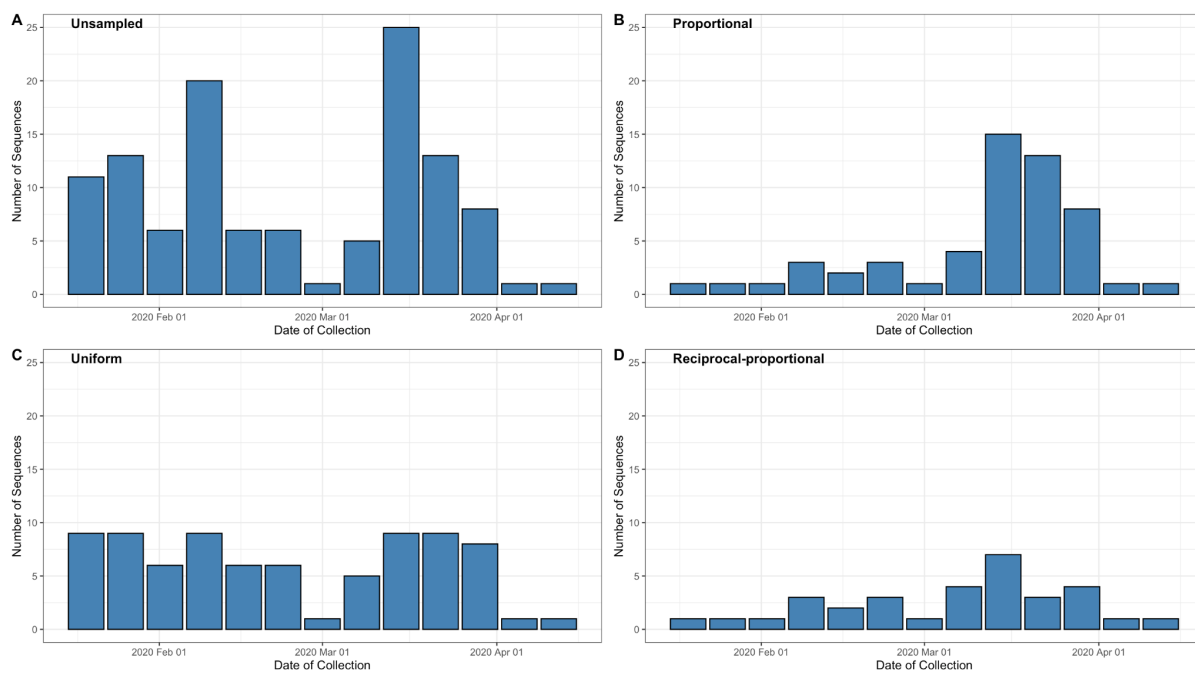 A Unsampled
25
20
15
10
5
0
Number of Sequences
2020 Feb 01 2020 Mar 01 2020 Apr 01
Date of Collection
B Proportional
25
20
15
10
5
0
Number of Sequences
2020 Feb 01 2020 Mar 01 2020 Apr 01
Date of Collection
C Uniform
25
20
15
10
5
0
Number of Sequences
2020 Feb 01 2020 Mar 01 2020 Apr 01
Date of Collection
D Reciprocal-proportional
25
20
15
10
5
0
Number of Sequences
2020 Feb 01 2020 Mar 01 2020 Apr 01
Date of Collection